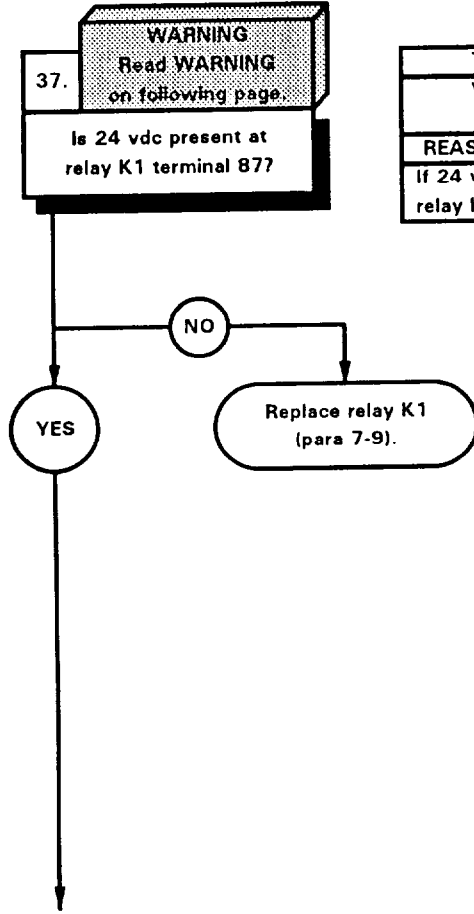 WARNING
Read WARNING
on following page.
37.
Is 24 vdc present at
relay K1 terminal 87?
REAS
If 24 v
relay
NO
YES
Replace relay K1
(para 7-9).